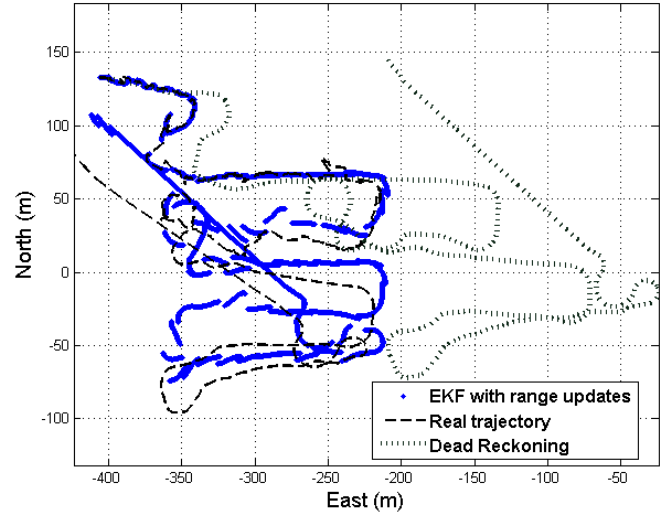 150
100
50
0
-50
-100
North (m)
-400 -350 -300 -250 -200 -150 -100 -50
East (m)
EKF with range updates
Real trajectory
Dead Reckoning